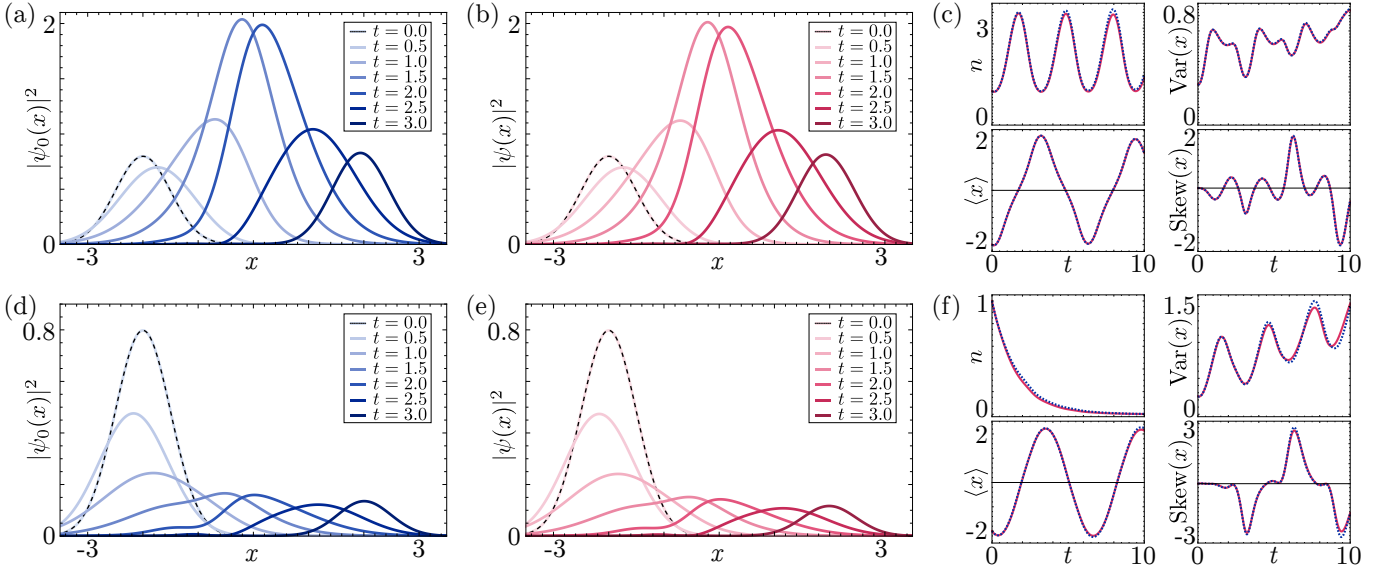 (a)
2
|ψ₀(x)|²
0
-3
x
3
t = 0.0
t = 0.5
t = 1.0
t = 1.5
t = 2.0
t = 2.5
t = 3.0
(b)
2
|ψ(x)|²
0
-3
x
3
t = 0.0
t = 0.5
t = 1.0
t = 1.5
t = 2.0
t = 2.5
t = 3.0
(c)
4
n
0
0.8
Var(x)
0
2
⟨x⟩
-2
0
t
10
2
Skew(x)
-2
0
t
10
(d)
0.8
|ψ₀(x)|²
0
-3
x
3
t = 0.0
t = 0.5
t = 1.0
t = 1.5
t = 2.0
t = 2.5
t = 3.0
(e)
0.8
|ψ(x)|²
0
-3
x
3
t = 0.0
t = 0.5
t = 1.0
t = 1.5
t = 2.0
t = 2.5
t = 3.0
(f)
1
n
0
1.5
Var(x)
0
2
⟨x⟩
-2
0
t
10
3
Skew(x)
-3
0
t
10